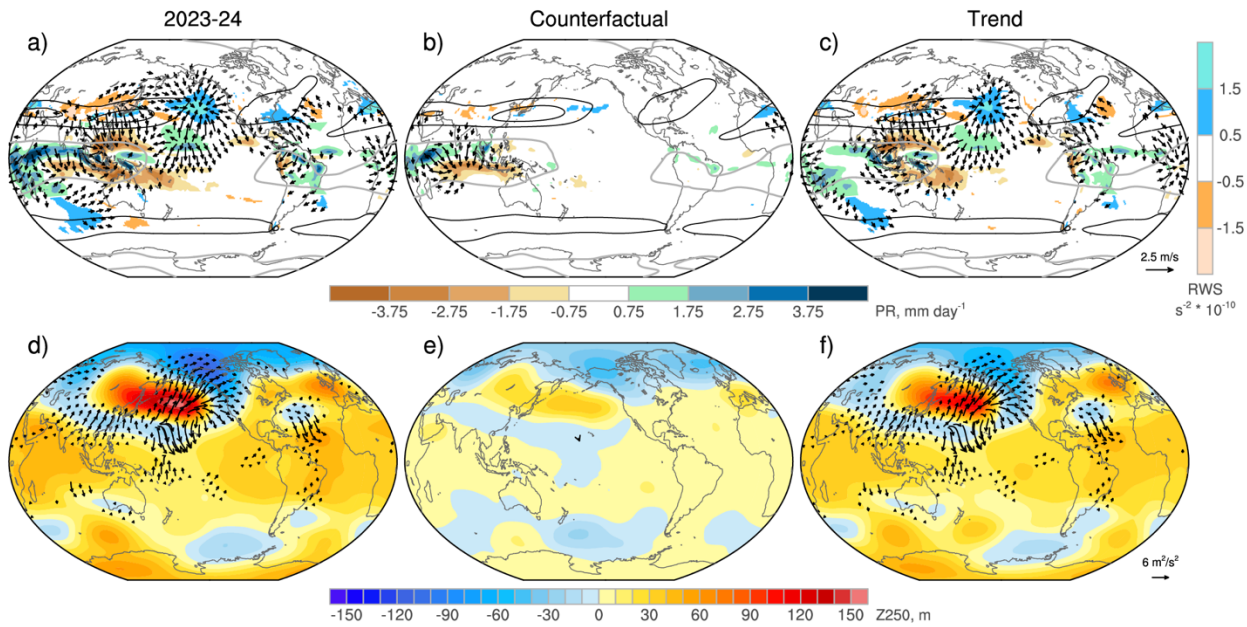 2023-24
Counterfactual
Trend
a)
b)
c)
1.5
0.5
-0.5
-1.5
2.5 m/s
RWS
s⁻² * 10⁻¹⁰
-3.75
-2.75
-1.75
-0.75
0.75
1.75
2.75
3.75
PR, mm day⁻¹
d)
e)
f)
6 m²/s²
-150
-120
-90
-60
-30
0
30
60
90
120
150
Z250, m